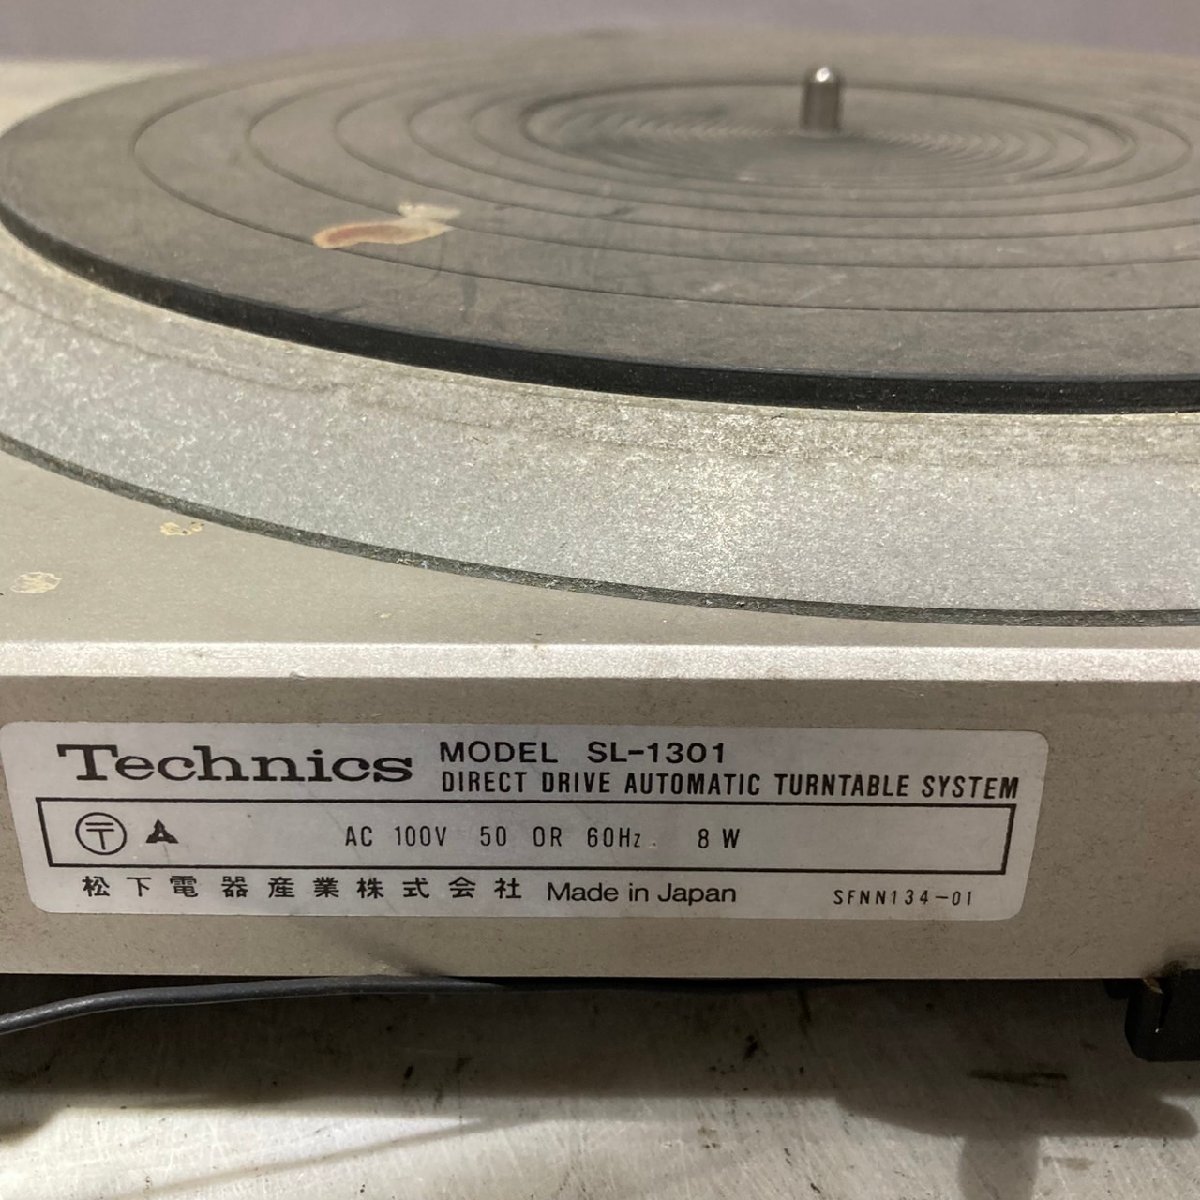 Technics MODEL SL-1301
DIRECT DRIVE AUTOMATIC TURNTABLE SYSTEM
〒 AC 100V 50 OR 60Hz. 8W
松下電器産業株式会社 Made in Japan SFNN134-01